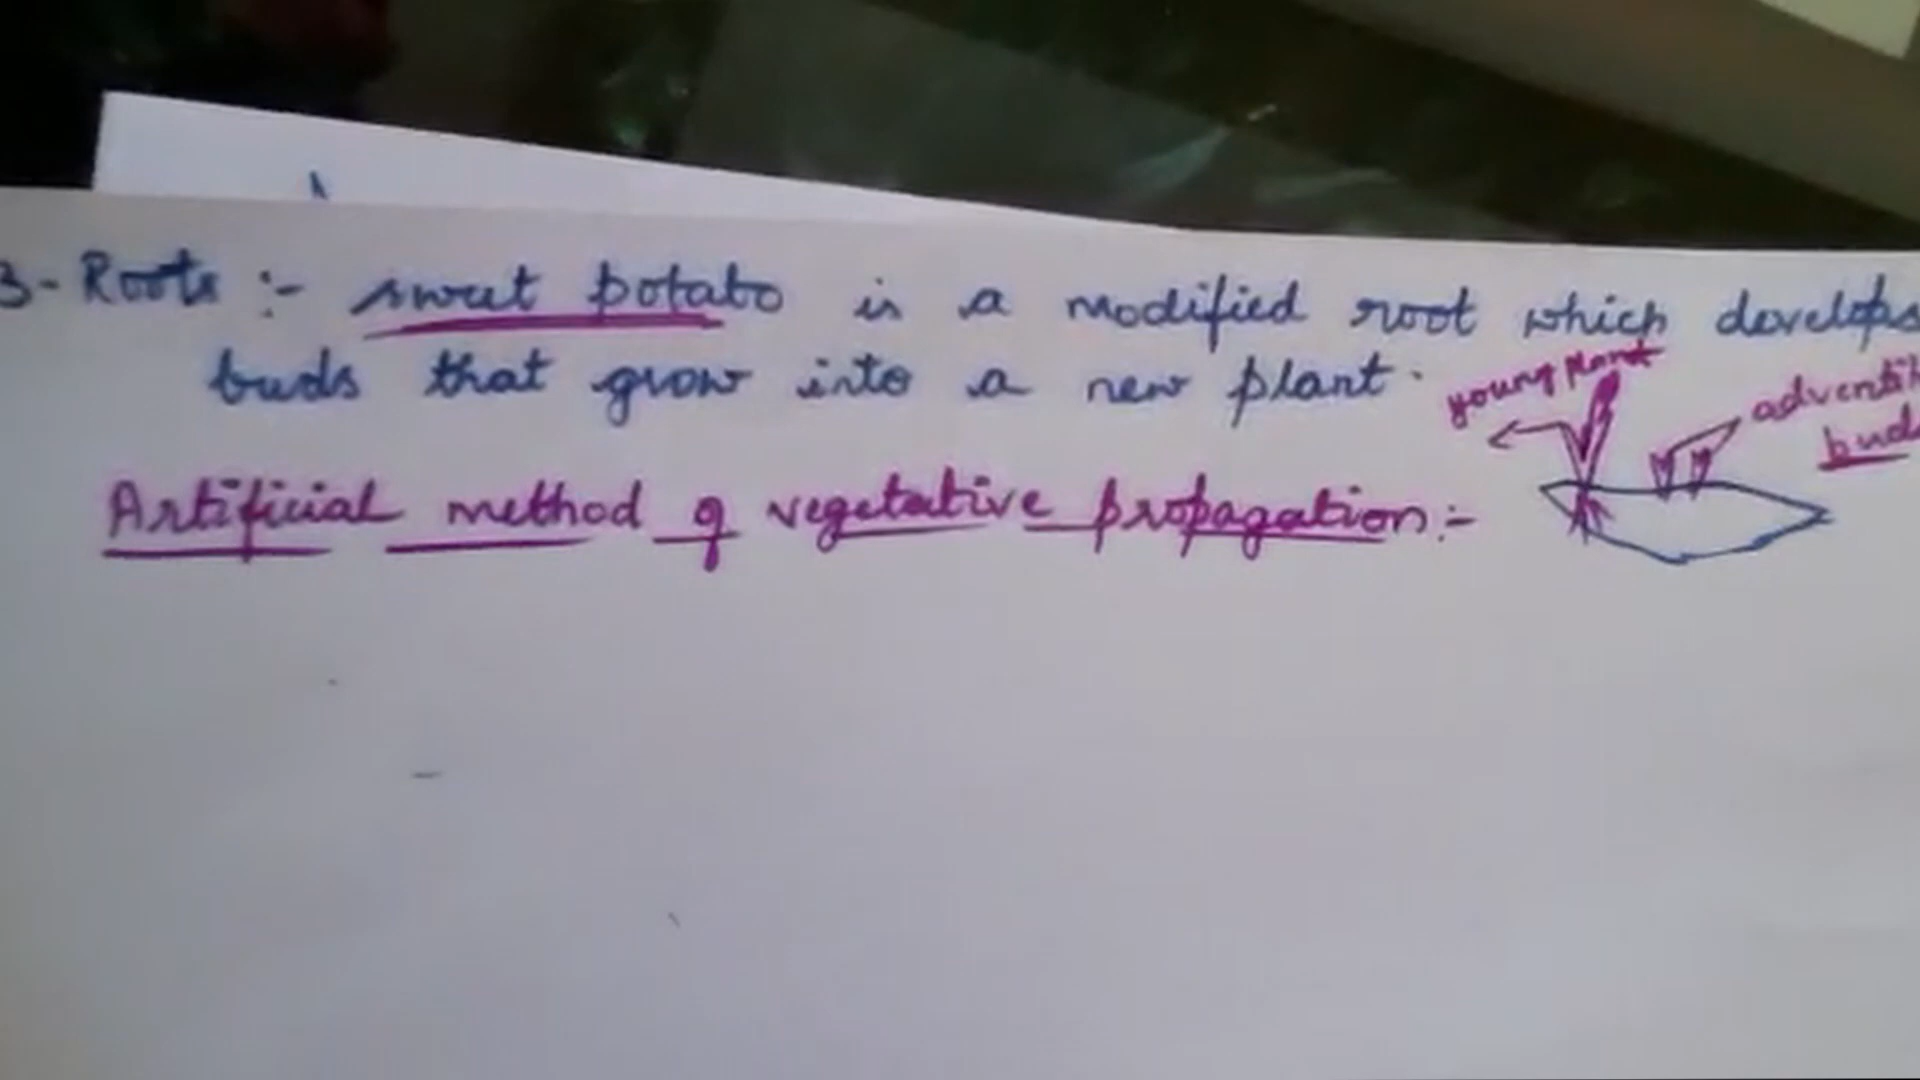 3- Roots :- sweet potato is a modified root which develops
buds that grow into a new plant.
young plant
adventi
buds
Artificial method of vegetative propagation:-